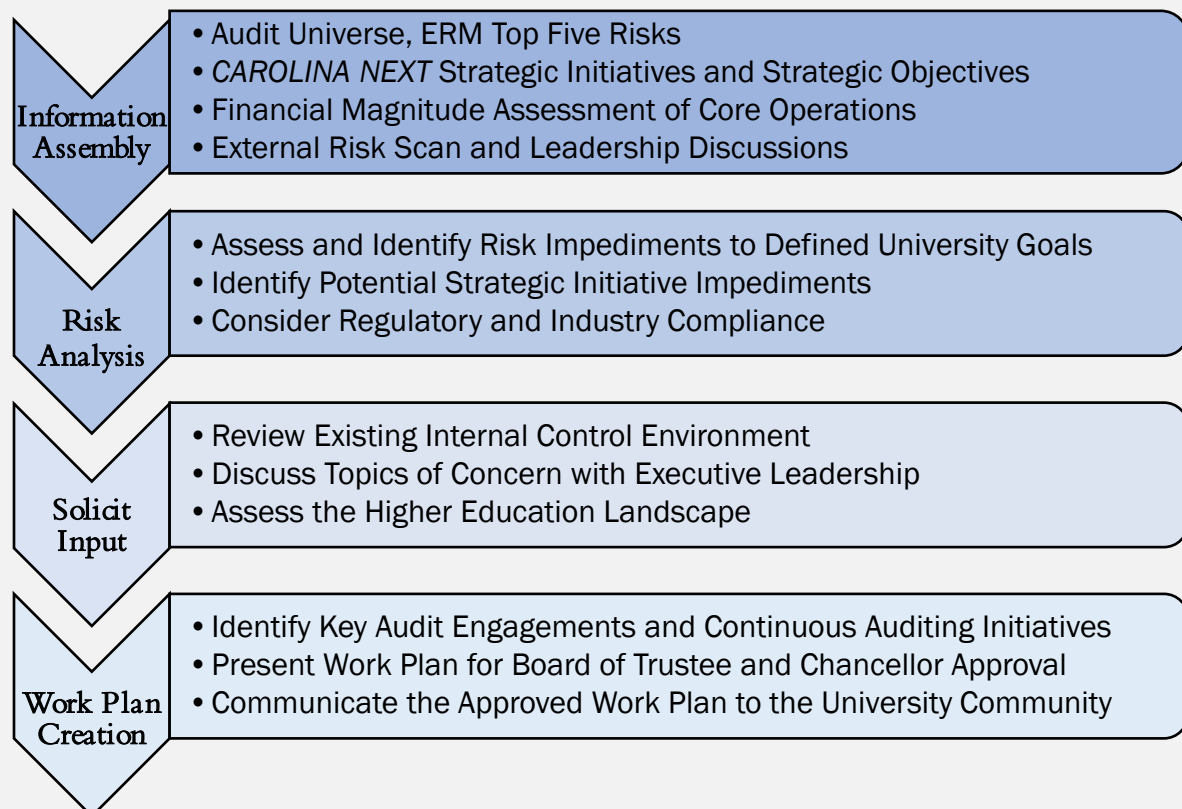 Information
Assembly
• Audit Universe, ERM Top Five Risks
• CAROLINA NEXT Strategic Initiatives and Strategic Objectives
• Financial Magnitude Assessment of Core Operations
• External Risk Scan and Leadership Discussions
Risk
Analysis
• Assess and Identify Risk Impediments to Defined University Goals
• Identify Potential Strategic Initiative Impediments
• Consider Regulatory and Industry Compliance
Solicit
Input
• Review Existing Internal Control Environment
• Discuss Topics of Concern with Executive Leadership
• Assess the Higher Education Landscape
Work Plan
Creation
• Identify Key Audit Engagements and Continuous Auditing Initiatives
• Present Work Plan for Board of Trustee and Chancellor Approval
• Communicate the Approved Work Plan to the University Community